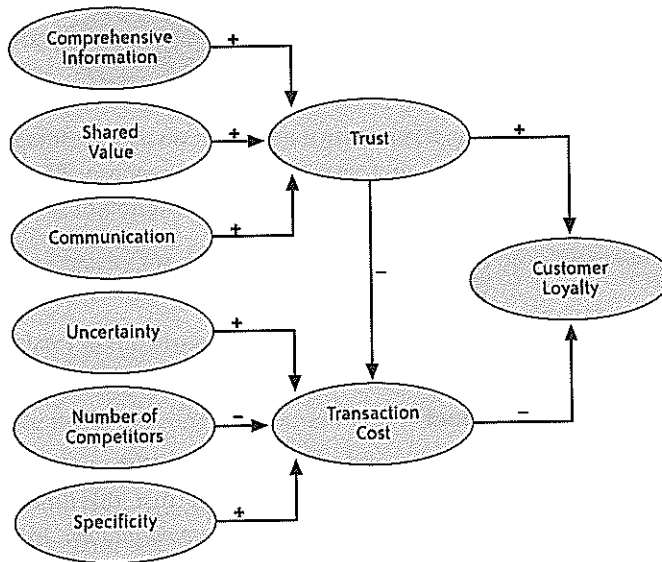 Comprehensive
Information
+
Shared
Value
+
Trust
+
Communication
+
–
Customer
Loyalty
Uncertainty
+
Number of
Competitors
–
Transaction
Cost
–
Specificity
+